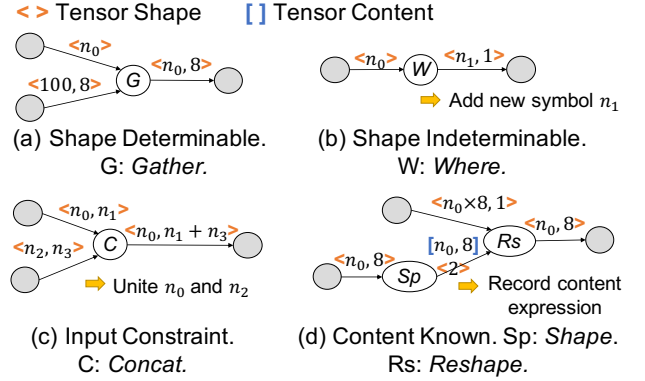 < > Tensor Shape [ ] Tensor Content
<n₀>
<100, 8>
G
<n₀, 8>
(a) Shape Determinable.
G: Gather.
<n₀>
W
<n₁, 1>
Add new symbol n₁
(b) Shape Indeterminable.
W: Where.
<n₀, n₁>
<n₂, n₃>
C
<n₀, n₁ + n₃>
Unite n₀ and n₂
(c) Input Constraint.
C: Concat.
<n₀×8, 1>
[n₀, 8]
Rs
<n₀, 8>
<n₀, 8>
Sp
<2>
Record content
expression
(d) Content Known. Sp: Shape.
Rs: Reshape.